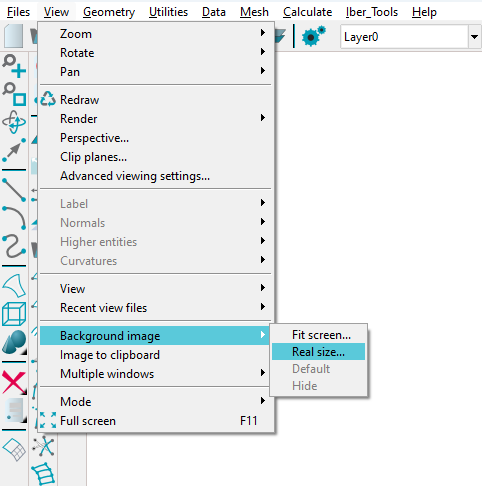 Files View Geometry Utilities Data Mesh Calculate Iber_Tools Help
Layer0
Zoom
Rotate
Pan
Redraw
Render
Perspective...
Clip planes...
Advanced viewing settings...
Label
Normals
Higher entities
Curvatures
View
Recent view files
Background image
Fit screen...
Real size...
Default
Hide
Image to clipboard
Multiple windows
Mode
Full screen F11